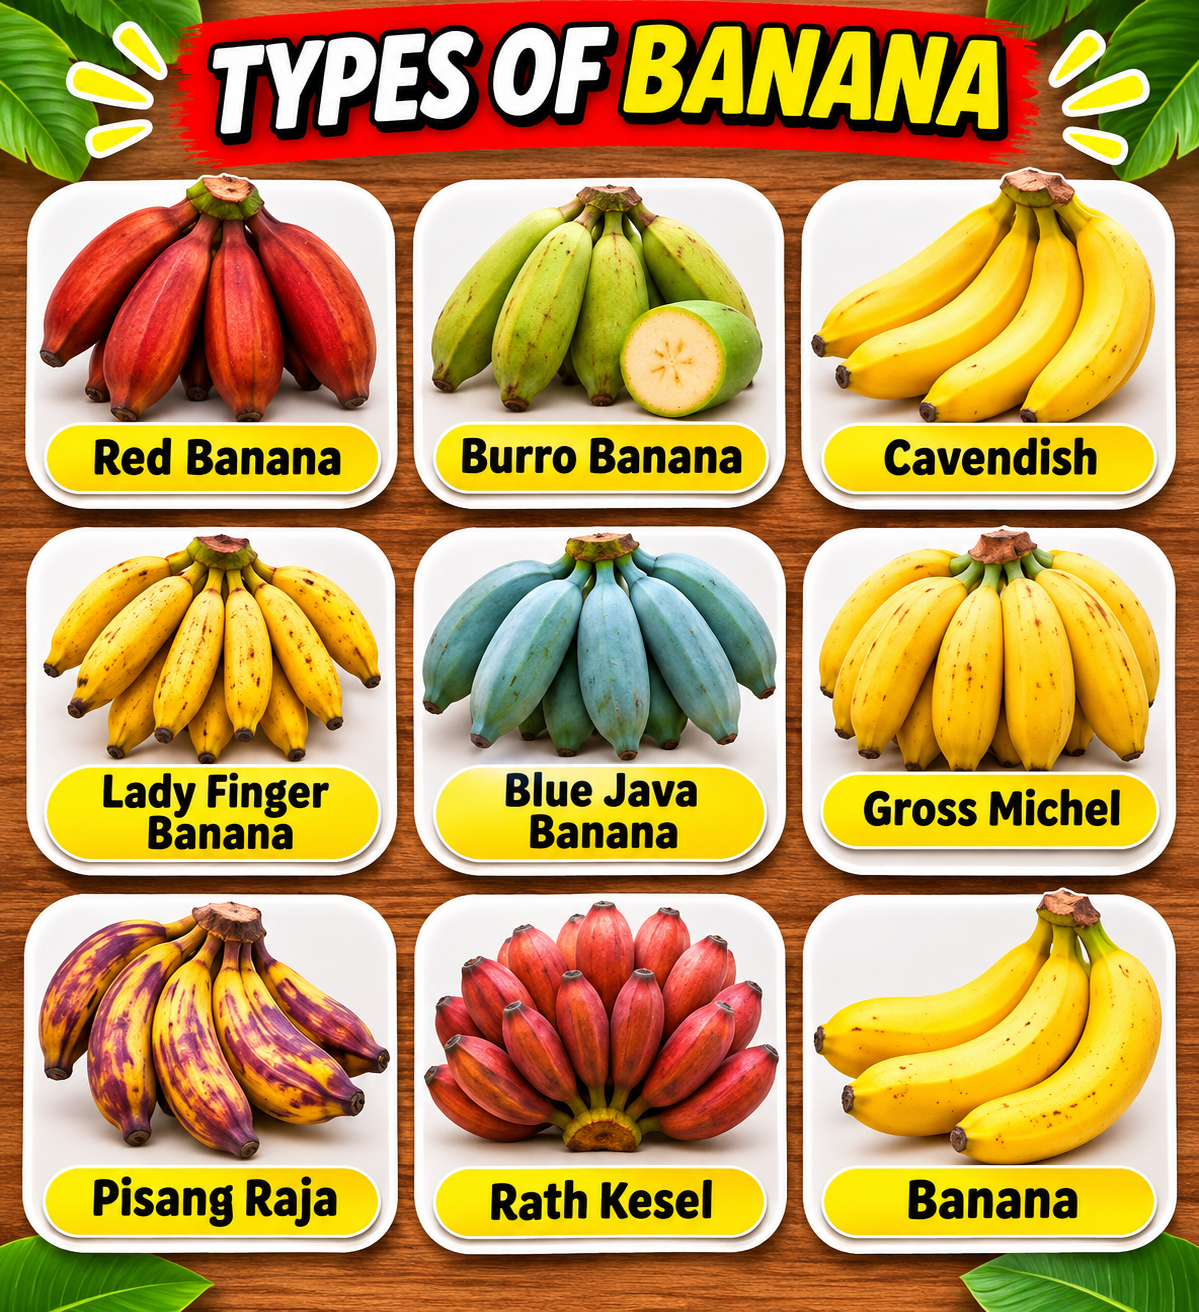 TYPES OF BANANA
Red Banana
Burro Banana
Cavendish
Lady Finger
Banana
Blue Java
Banana
Gross Michel
Pisang Raja
Rath Kesel
Banana